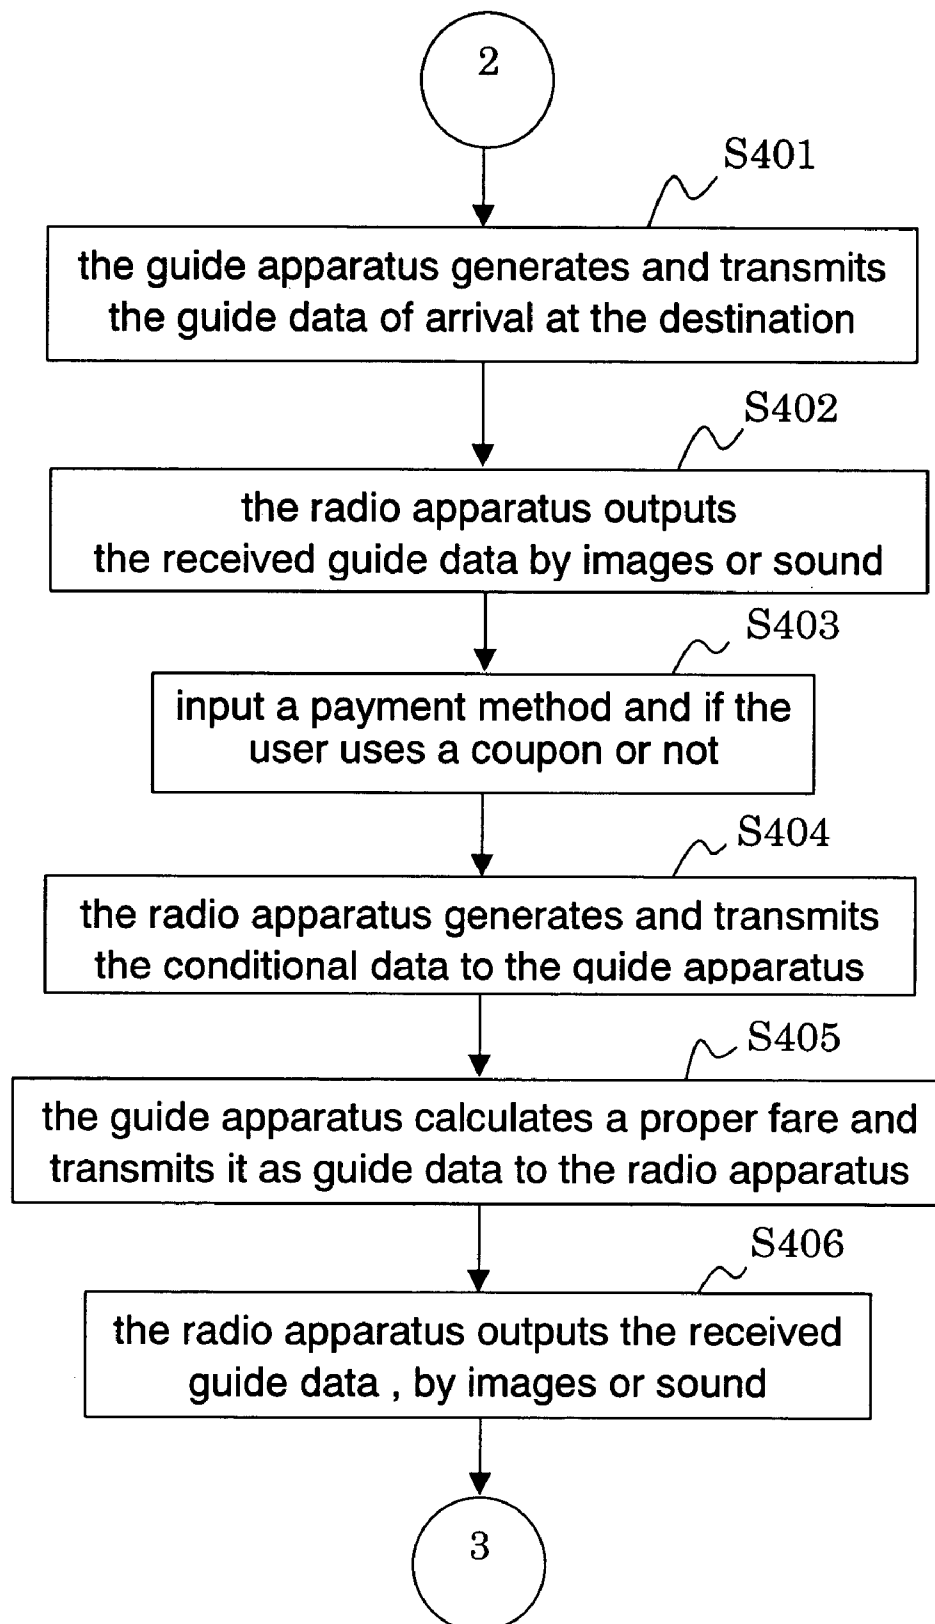 2
S401
the guide apparatus generates and transmits
the guide data of arrival at the destination
S402
the radio apparatus outputs
the received guide data by images or sound
S403
input a payment method and if the
user uses a coupon or not
S404
the radio apparatus generates and transmits
the conditional data to the guide apparatus
S405
the guide apparatus calculates a proper fare and
transmits it as guide data to the radio apparatus
S406
the radio apparatus outputs the received
guide data , by images or sound
3